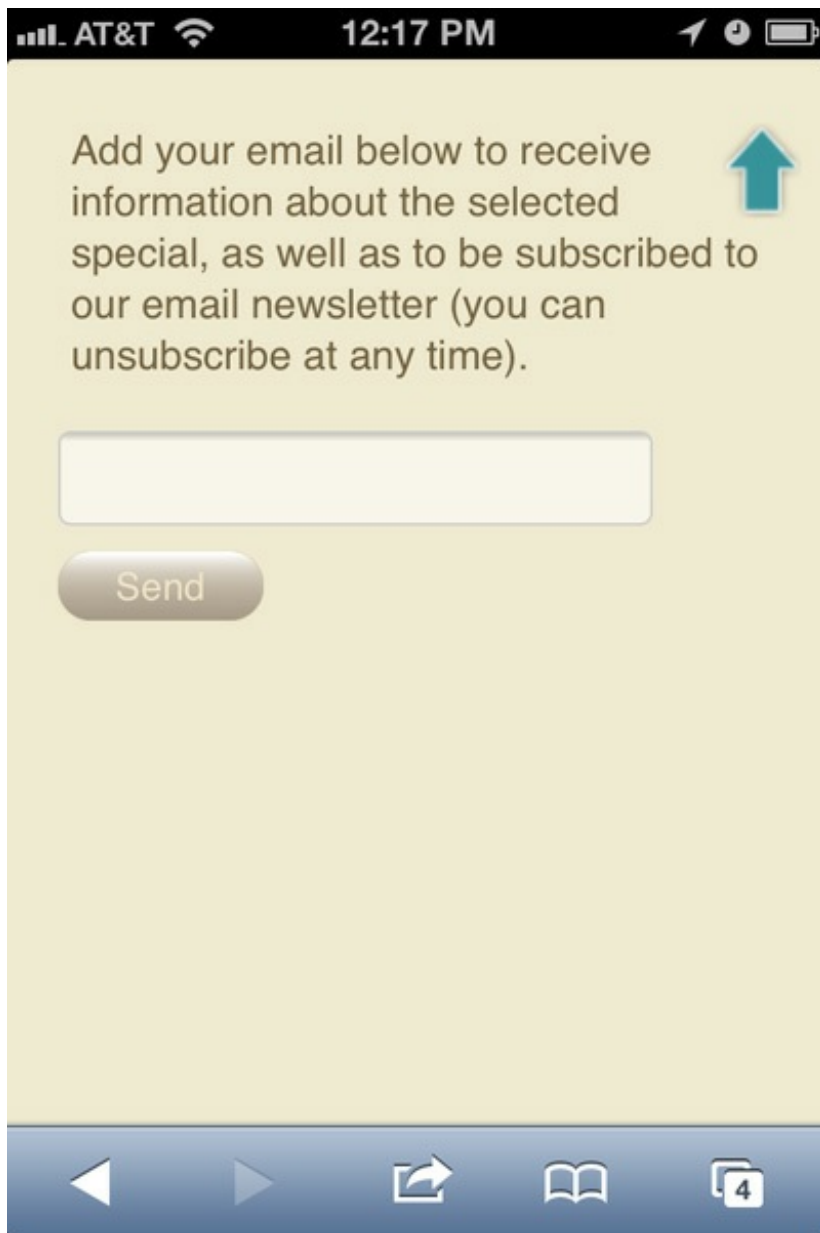 AT&T 12:17 PM
Add your email below to receive
information about the selected
special, as well as to be subscribed to
our email newsletter (you can
unsubscribe at any time).
Send
4